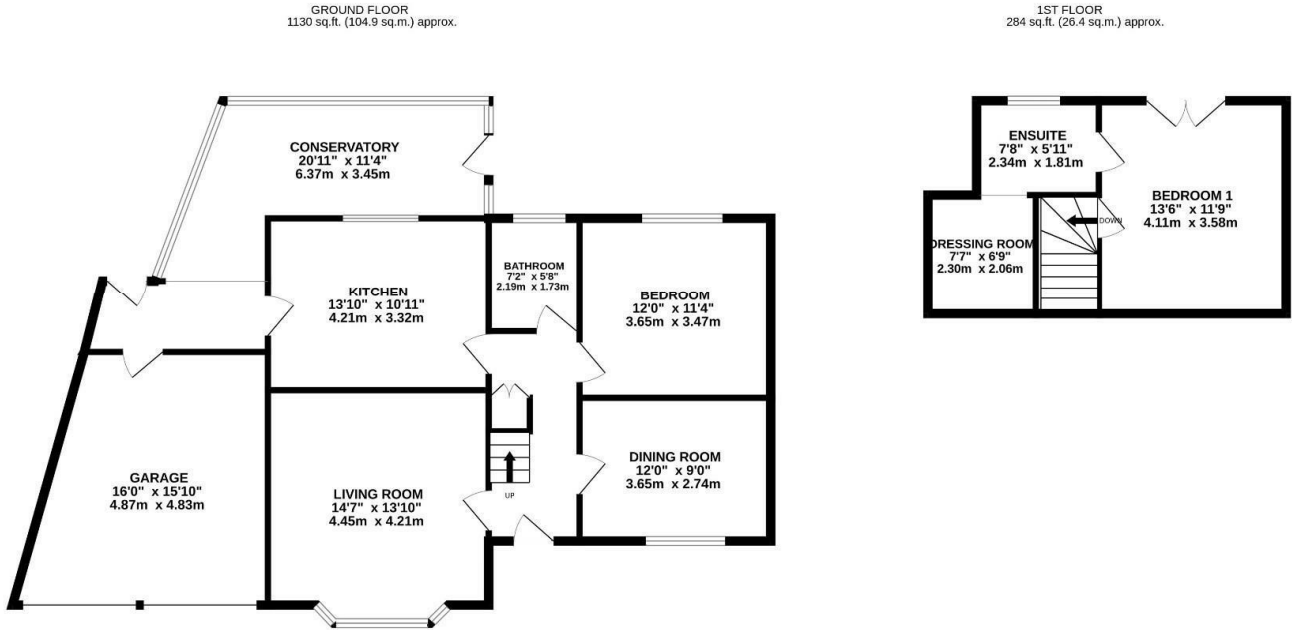 GROUND FLOOR
1130 sq.ft. (104.9 sq.m.) approx.
1ST FLOOR
284 sq.ft. (26.4 sq.m.) approx.
CONSERVATORY
20'11" x 11'4"
6.37m x 3.45m
KITCHEN
13'10" x 10'11"
4.21m x 3.32m
BATHROOM
7'2" x 5'8"
2.19m x 1.73m
BEDROOM
12'0" x 11'4"
3.65m x 3.47m
DINING ROOM
12'0" x 9'0"
3.65m x 2.74m
GARAGE
16'0" x 15'10"
4.87m x 4.83m
LIVING ROOM
14'7" x 13'10"
4.45m x 4.21m
UP
ENSUITE
7'8" x 5'11"
2.34m x 1.81m
BEDROOM 1
13'6" x 11'9"
4.11m x 3.58m
DOWN
DRESSING ROOM
7'7" x 6'9"
2.30m x 2.06m